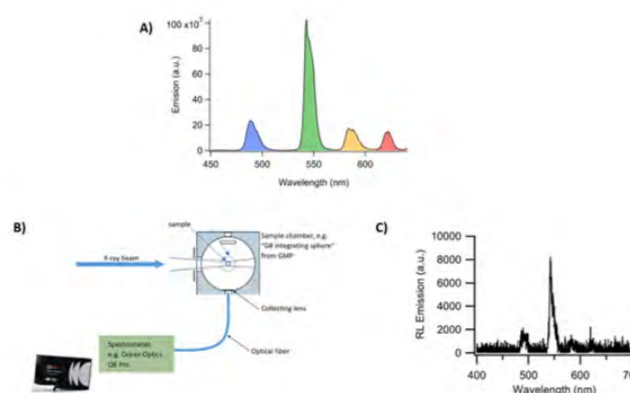 A)
100 x10³
80
60
40
20
0
Emision (a.u.)
450
500
550
600
Wavelength (nm)
B)
sample
Sample chamber, e.g.
"G8 integrating sphere"
from GMP
X-ray beam
Collecting lens
Spectrometer,
e.g. Ocean Optics
QE Pro
Optical fiber
C)
10000
8000
6000
4000
2000
0
RL Emission (a.u.)
400
500
600
Wavelength (nm)